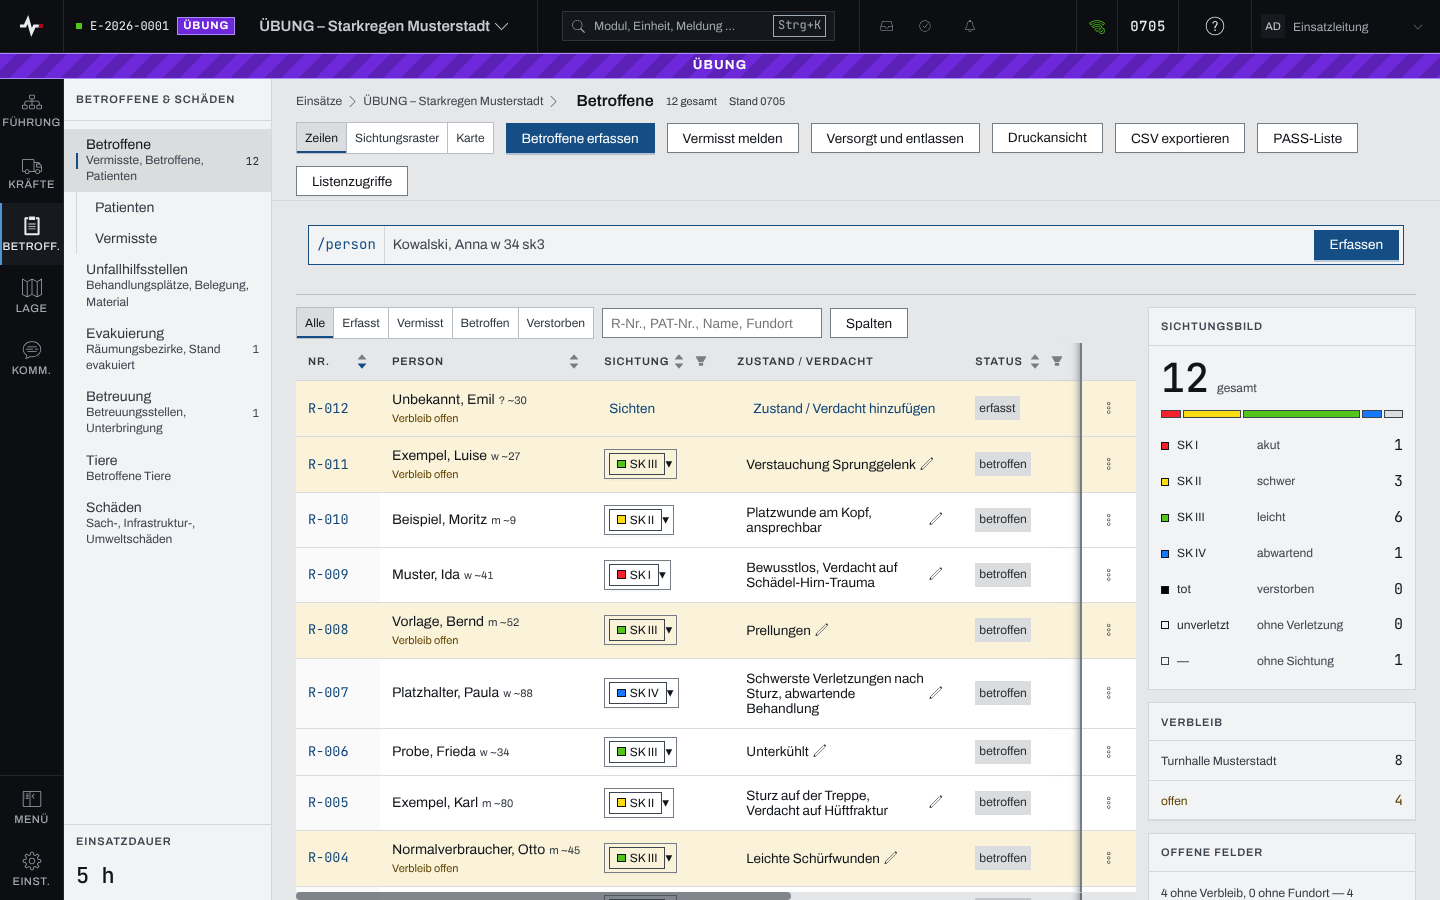 E-2026-0001 ÜBUNG ÜBUNG – Starkregen Musterstadt Modul, Einheit, Meldung ... Strg+K 0705 ? AD Einsatzleitung
ÜBUNG
FÜHRUNG
KRÄFTE
BETROFF.
LAGE
KOMM.
MENÜ
EINST.
BETROFFENE & SCHÄDEN
Betroffene
Vermisste, Betroffene, 12
Patienten
Patienten
Vermisste
Unfallhilfsstellen
Behandlungsplätze, Belegung,
Material
Evakuierung
Räumungsbezirke, Stand 1
evakuiert
Betreuung
Betreuungsstellen, 1
Unterbringung
Tiere
Betroffene Tiere
Schäden
Sach-, Infrastruktur-,
Umweltschäden
EINSATZDAUER
5 h
Einsätze ÜBUNG – Starkregen Musterstadt Betroffene 12 gesamt Stand 0705
Zeilen Sichtungsraster Karte Betroffene erfassen Vermisst melden Versorgt und entlassen Druckansicht CSV exportieren PASS-Liste
Listenzugriffe
/person Kowalski, Anna w 34 sk3 Erfassen
Alle Erfasst Vermisst Betroffen Verstorben R-Nr., PAT-Nr., Name, Fundort Spalten
NR. PERSON SICHTUNG ZUSTAND / VERDACHT STATUS
R-012 Unbekannt, Emil ? ~30 Sichten Zustand / Verdacht hinzufügen erfasst
Verbleib offen
R-011 Exempel, Luise w ~27 SK III Verstauchung Sprunggelenk betroffen
Verbleib offen
R-010 Beispiel, Moritz m ~9 SK II Platzwunde am Kopf, betroffen
ansprechbar
R-009 Muster, Ida w ~41 SK I Bewusstlos, Verdacht auf betroffen
Schädel-Hirn-Trauma
R-008 Vorlage, Bernd m ~52 SK III Prellungen betroffen
Verbleib offen
R-007 Platzhalter, Paula w ~88 SK IV Schwerste Verletzungen nach betroffen
Sturz, abwartende
Behandlung
R-006 Probe, Frieda w ~34 SK III Unterkühlt betroffen
R-005 Exempel, Karl m ~80 SK II Sturz auf der Treppe, betroffen
Verdacht auf Hüftfraktur
R-004 Normalverbraucher, Otto m ~45 SK III Leichte Schürfwunden betroffen
Verbleib offen
SICHTUNGSBILD
12 gesamt
SK I akut 1
SK II schwer 3
SK III leicht 6
SK IV abwartend 1
tot verstorben 0
unverletzt ohne Verletzung 0
— ohne Sichtung 1
VERBLEIB
Turnhalle Musterstadt 8
offen 4
OFFENE FELDER
4 ohne Verbleib, 0 ohne Fundort — 4